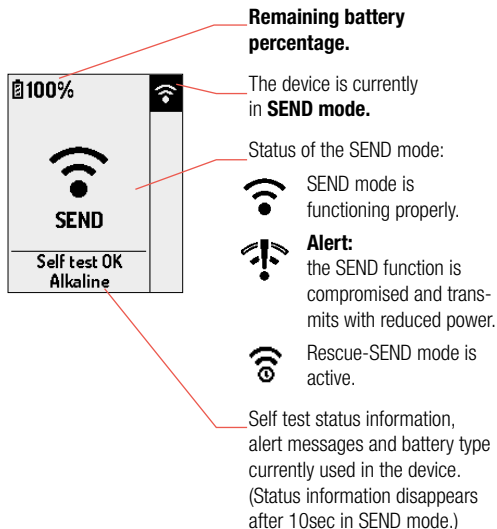 Remaining battery
percentage.
100%
The device is currently
in SEND mode.
Status of the SEND mode:
SEND mode is
functioning properly.
SEND
Alert:
the SEND function is
compromised and trans-
mits with reduced power.
Self test OK
Alkaline
Rescue-SEND mode is
active.
Self test status information,
alert messages and battery type
currently used in the device.
(Status information disappears
after 10sec in SEND mode.)